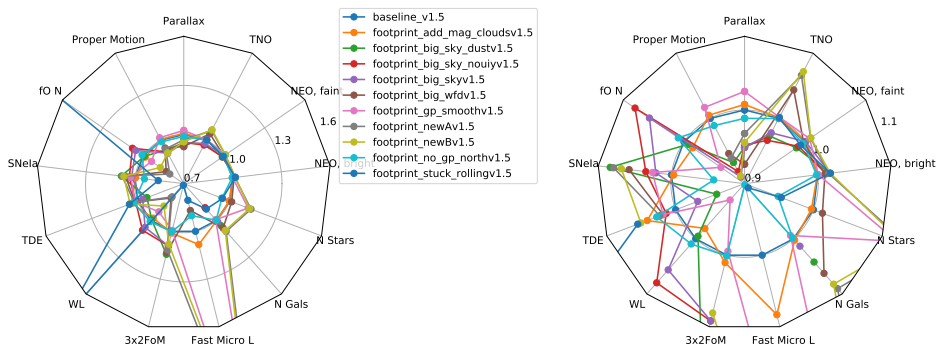 Parallax
Proper Motion
TNO
fO N
NEO, faint
1.6
1.3
1.0
0.7
SNeIa
NEO, bright
TDE
N Stars
WL
N Gals
3x2FoM
Fast Micro L
baseline_v1.5
footprint_add_mag_cloudsv1.5
footprint_big_sky_dustv1.5
footprint_big_sky_nouiyv1.5
footprint_big_skyv1.5
footprint_big_wfdv1.5
footprint_gp_smoothv1.5
footprint_newAv1.5
footprint_newBv1.5
footprint_no_gp_northv1.5
footprint_stuck_rollingv1.5
Parallax
Proper Motion
TNO
fO N
NEO, faint
1.1
1.0
0.9
SNeIa
NEO, bright
TDE
N Stars
WL
N Gals
3x2FoM
Fast Micro L